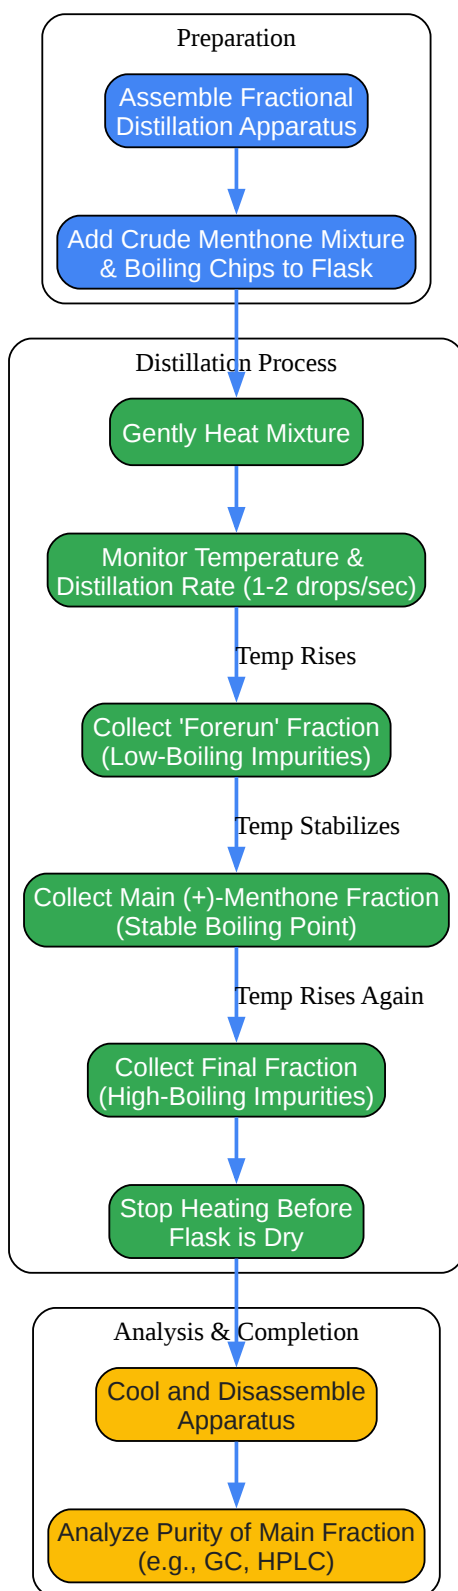 Preparation
Assemble Fractional
Distillation Apparatus
Add Crude Menthone Mixture
& Boiling Chips to Flask
Distillation Process
Gently Heat Mixture
Monitor Temperature &
Distillation Rate (1-2 drops/sec)
Temp Rises
Collect 'Forerun' Fraction
(Low-Boiling Impurities)
Temp Stabilizes
Collect Main (+)-Menthone Fraction
(Stable Boiling Point)
Temp Rises Again
Collect Final Fraction
(High-Boiling Impurities)
Stop Heating Before
Flask is Dry
Analysis & Completion
Cool and Disassemble
Apparatus
Analyze Purity of Main Fraction
(e.g., GC, HPLC)